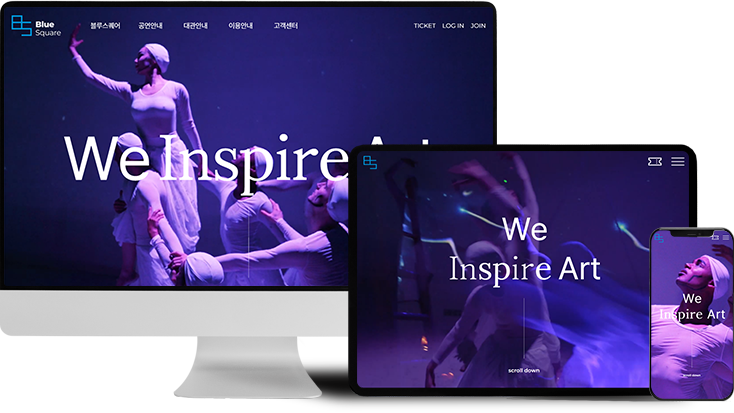 Blue
Square
블루스퀘어 공연안내 대관안내 이용안내 고객센터
TICKET LOG IN JOIN
We Inspire Art
We
Inspire Art
scroll down
We
Inspire Art
scroll down